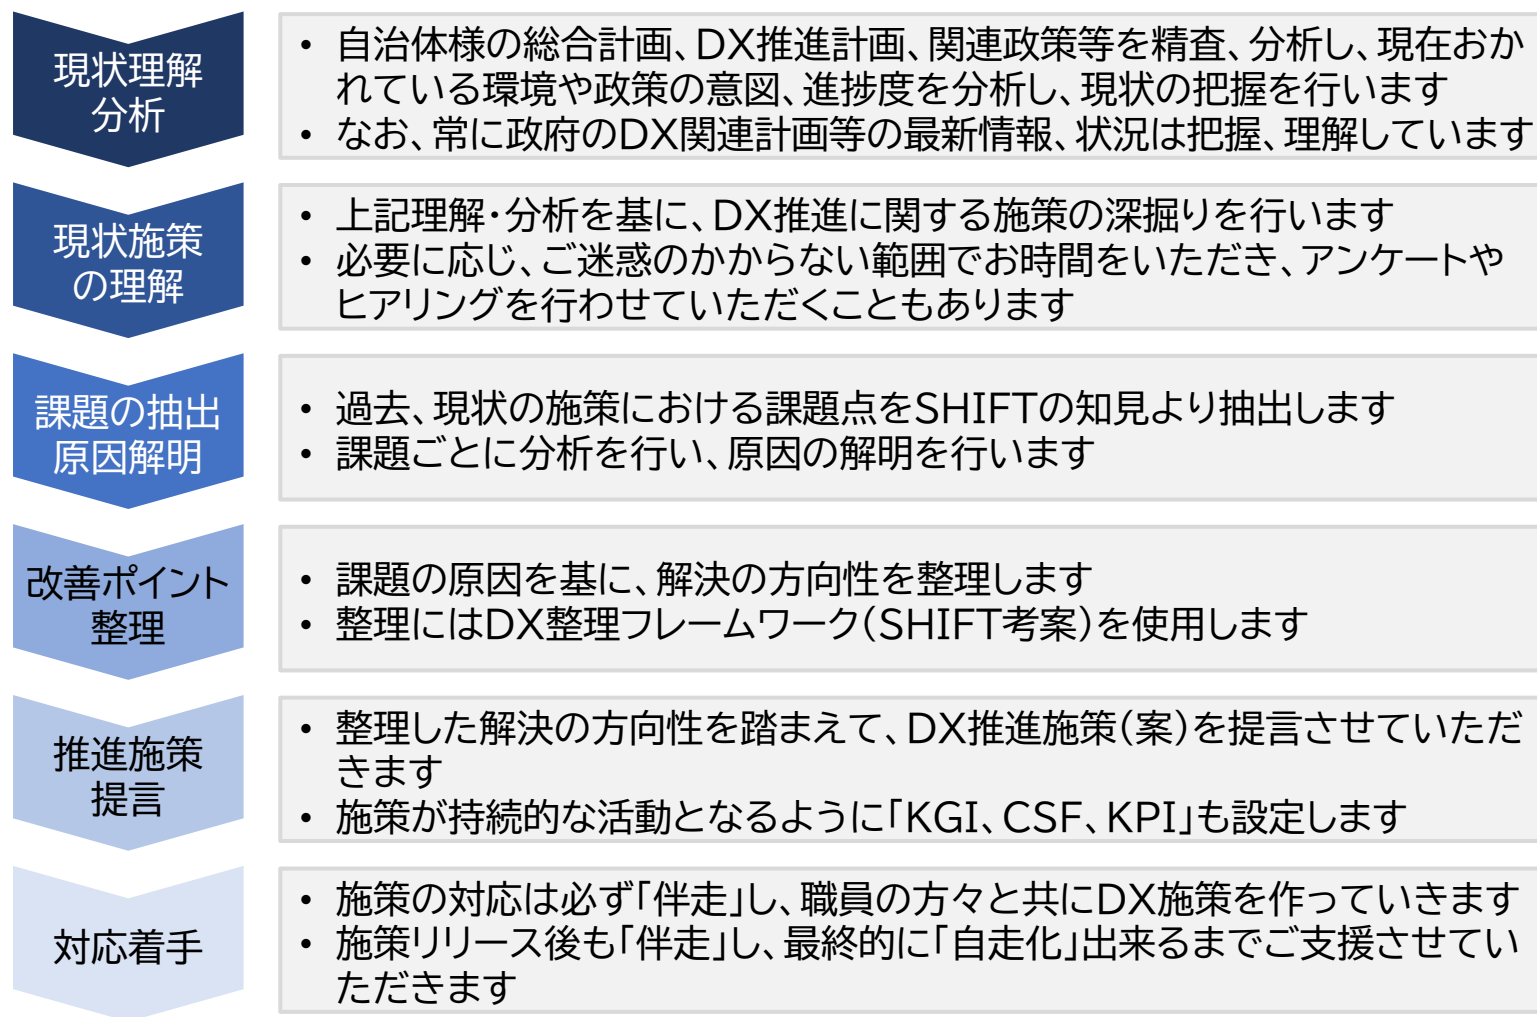 現状理解
分析
• 自治体様の総合計画、DX推進計画、関連政策等を精査、分析し、現在おか
れている環境や政策の意図、進捗度を分析し、現状の把握を行います
• なお、常に政府のDX関連計画等の最新情報、状況は把握、理解しています
現状施策
の理解
• 上記理解・分析を基に、DX推進に関する施策の深掘りを行います
• 必要に応じ、ご迷惑のかからない範囲でお時間をいただき、アンケートや
ヒアリングを行わせていただくこともあります
課題の抽出
原因解明
• 過去、現状の施策における課題点をSHIFTの知見より抽出します
• 課題ごとに分析を行い、原因の解明を行います
改善ポイント
整理
• 課題の原因を基に、解決の方向性を整理します
• 整理にはDX整理フレームワーク(SHIFT考案)を使用します
推進施策
提言
• 整理した解決の方向性を踏まえて、DX推進施策(案)を提言させていただ
きます
• 施策が持続的な活動となるように「KGI、CSF、KPI」も設定します
対応着手
• 施策の対応は必ず「伴走」し、職員の方々と共にDX施策を作っていきます
• 施策リリース後も「伴走」し、最終的に「自走化」出来るまでご支援させてい
ただきます